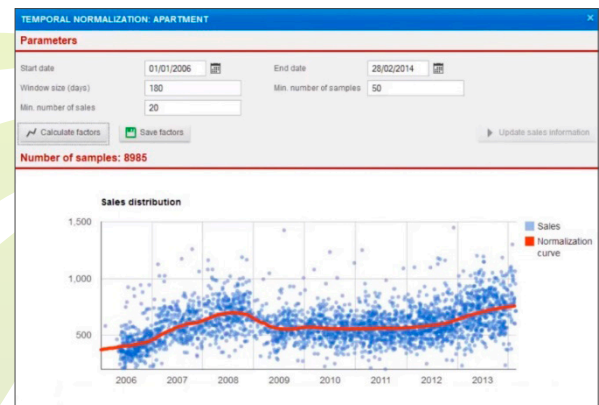 TEMPORAL NORMALIZATION: APARTMENT ×
Parameters
Start date 01/01/2006 End date 28/02/2014
Window size (days) 180 Min. number of samples 50
Min. number of sales 20
Calculate factors Save factors Update sales information
Number of samples: 8985
Sales distribution
1,500
1,000
500
2006 2007 2008 2009 2010 2011 2012 2013
Sales
Normalization
curve